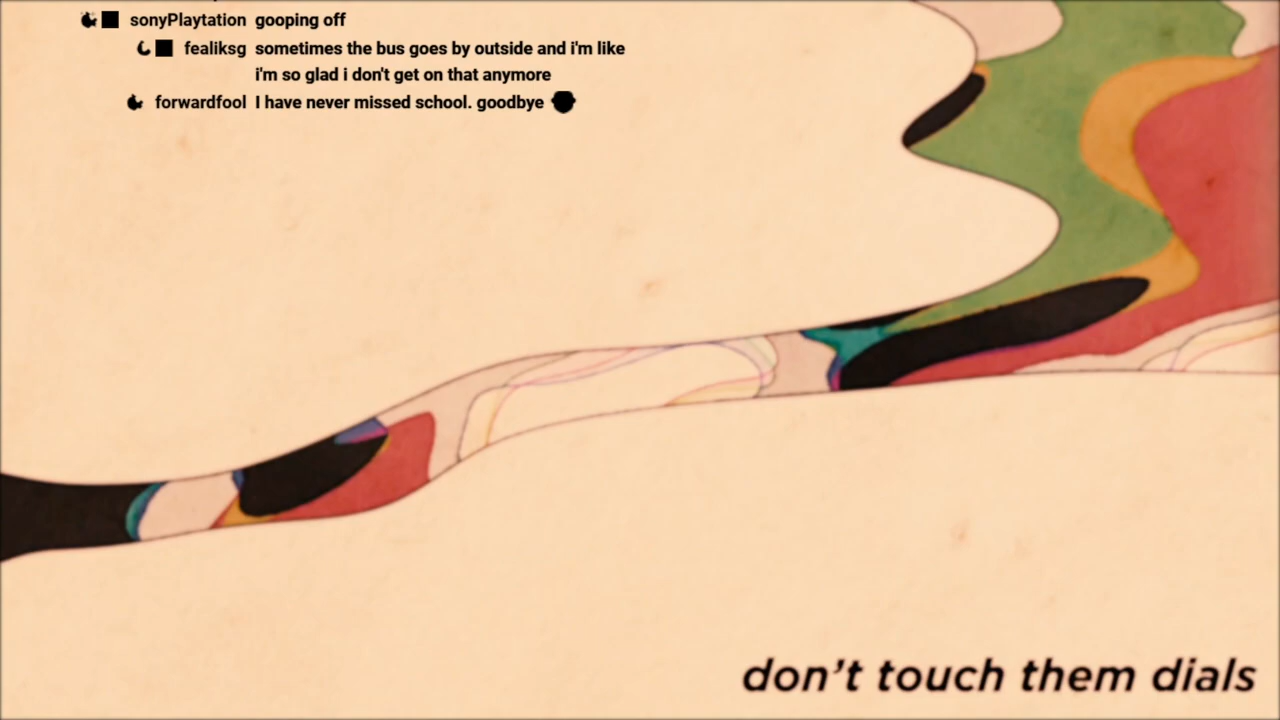 sonyPlaytation gooping off
fealiksg sometimes the bus goes by outside and i'm like
i'm so glad i don't get on that anymore
forwardfool I have never missed school. goodbye
don't touch them dials